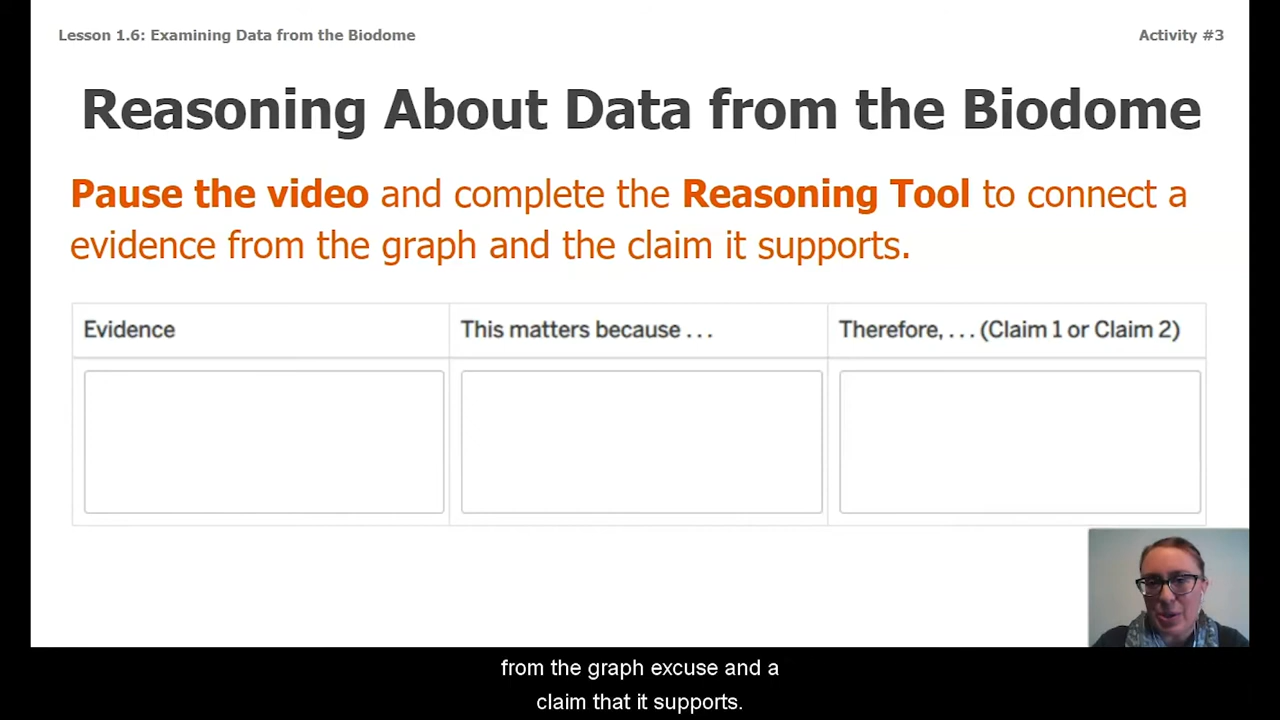 Lesson 1.6: Examining Data from the Biodome
Activity #3
Reasoning About Data from the Biodome
Pause the video and complete the Reasoning Tool to connect a
evidence from the graph and the claim it supports.
Evidence
This matters because . . .
Therefore, . . . (Claim 1 or Claim 2)
from the graph excuse and a
claim that it supports.